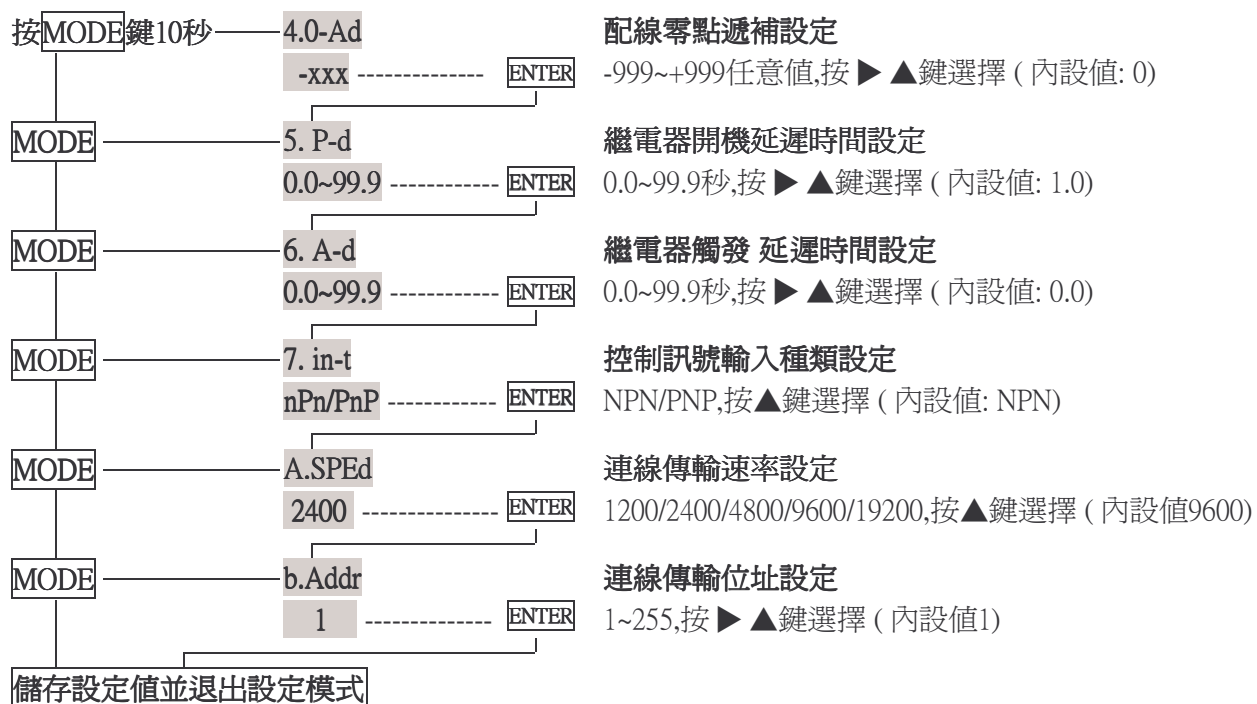 按MODE鍵10秒 4.0-Ad 配線零點遞補設定
-xxx -------------- ENTER -999~+999任意值,按 ▶ ▲鍵選擇 ( 內設值: 0)
MODE 5. P-d 繼電器開機延遲時間設定
0.0~99.9 ------------ ENTER 0.0~99.9秒,按 ▶ ▲鍵選擇 ( 內設值: 1.0)
MODE 6. A-d 繼電器觸發 延遲時間設定
0.0~99.9 ------------ ENTER 0.0~99.9秒,按 ▶ ▲鍵選擇 ( 內設值: 0.0)
MODE 7. in-t 控制訊號輸入種類設定
nPn/PnP ------------ ENTER NPN/PNP,按▲鍵選擇 ( 內設值: NPN)
MODE A.SPEd 連線傳輸速率設定
2400 --------------- ENTER 1200/2400/4800/9600/19200,按▲鍵選擇 ( 內設值9600)
MODE b.Addr 連線傳輸位址設定
1 -------------- ENTER 1~255,按 ▶ ▲鍵選擇 ( 內設值1)
儲存設定值並退出設定模式